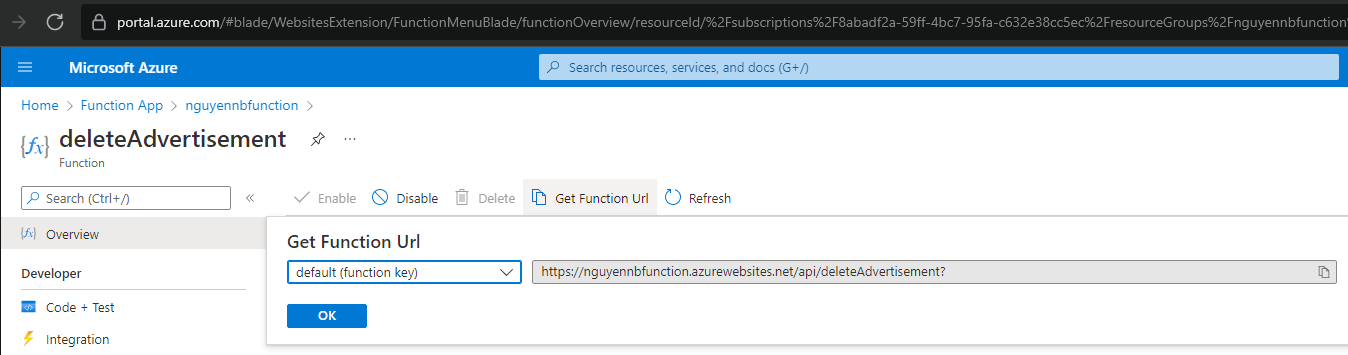 portal.azure.com/#blade/WebsitesExtension/FunctionMenuBlade/functionOverview/resourceId/%2Fsubscriptions%2F8abadf2a-59ff-4bc7-95fa-c632e38cc5ec%2FresourceGroups%2Fnguyennbfunction%
Microsoft Azure
Search resources, services, and docs (G+/)
Home > Function App > nguyennbfunction >
{fx} deleteAdvertisement ...
Function
Search (Ctrl+/) «
Enable Disable Delete Get Function Url Refresh
{fx} Overview
Get Function Url
default (function key) https://nguyennbfunction.azurewebsites.net/api/deleteAdvertisement?
Developer
Code + Test
OK
Integration